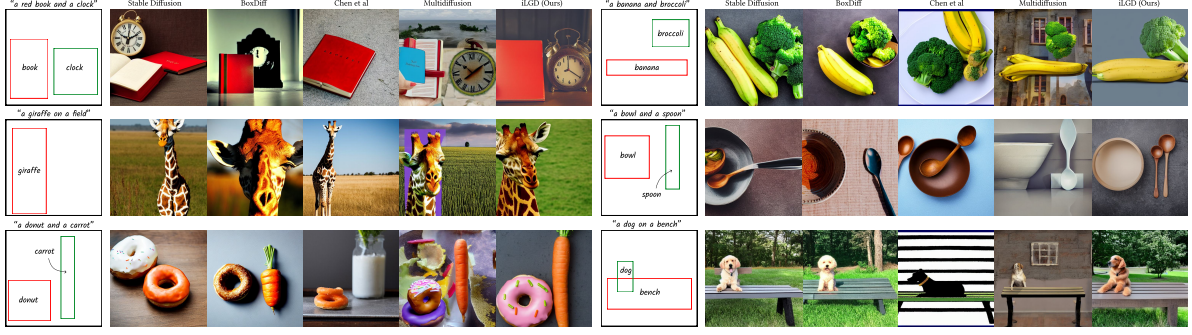 "a red book and a clock" Stable Diffusion BoxDiff Chen et al Multidiffusion iLGD (Ours)
book clock
"a giraffe on a field"
giraffe
"a donut and a carrot"
carrot
donut
"a banana and broccoli" Stable Diffusion BoxDiff Chen et al Multidiffusion iLGD (Ours)
broccoli
banana
"a bowl and a spoon"
bowl
spoon
"a dog on a bench"
dog
bench